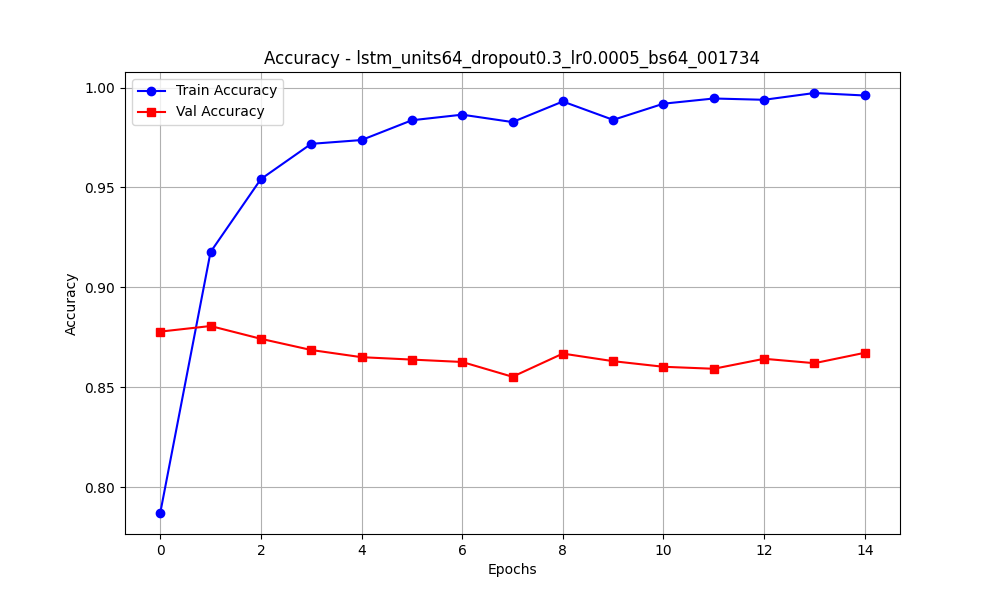 Accuracy - lstm_units64_dropout0.3_lr0.0005_bs64_001734
Train Accuracy
Val Accuracy
1.00
0.95
0.90
0.85
0.80
Accuracy
0 2 4 6 8 10 12 14
Epochs